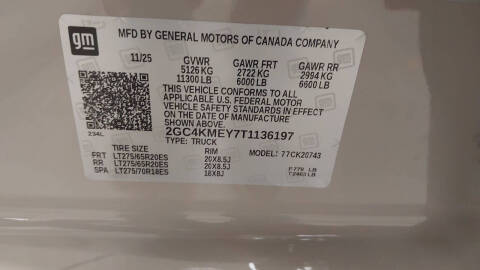 gm
MFD BY GENERAL MOTORS OF CANADA COMPANY
11/25 GVWR GAWR FRT GAWR RR
5126 KG 2722 KG 2994 KG
11300 LB 6000 LB 6600 LB
THIS VEHICLE CONFORMS TO ALL
APPLICABLE U.S. FEDERAL MOTOR
VEHICLE SAFETY STANDARDS IN EFFECT
ON THE DATE OF MANUFACTURE SHOWN ABOVE.
2GC4KMEY7T1136197
234L TYPE: TRUCK MODEL: 77CK20743
TIRE SIZE RIM
FRT LT275/65R20ES 20X8.5J
RR LT275/65R20ES 20X8.5J
SPA LT275/70R18ES 18X8J